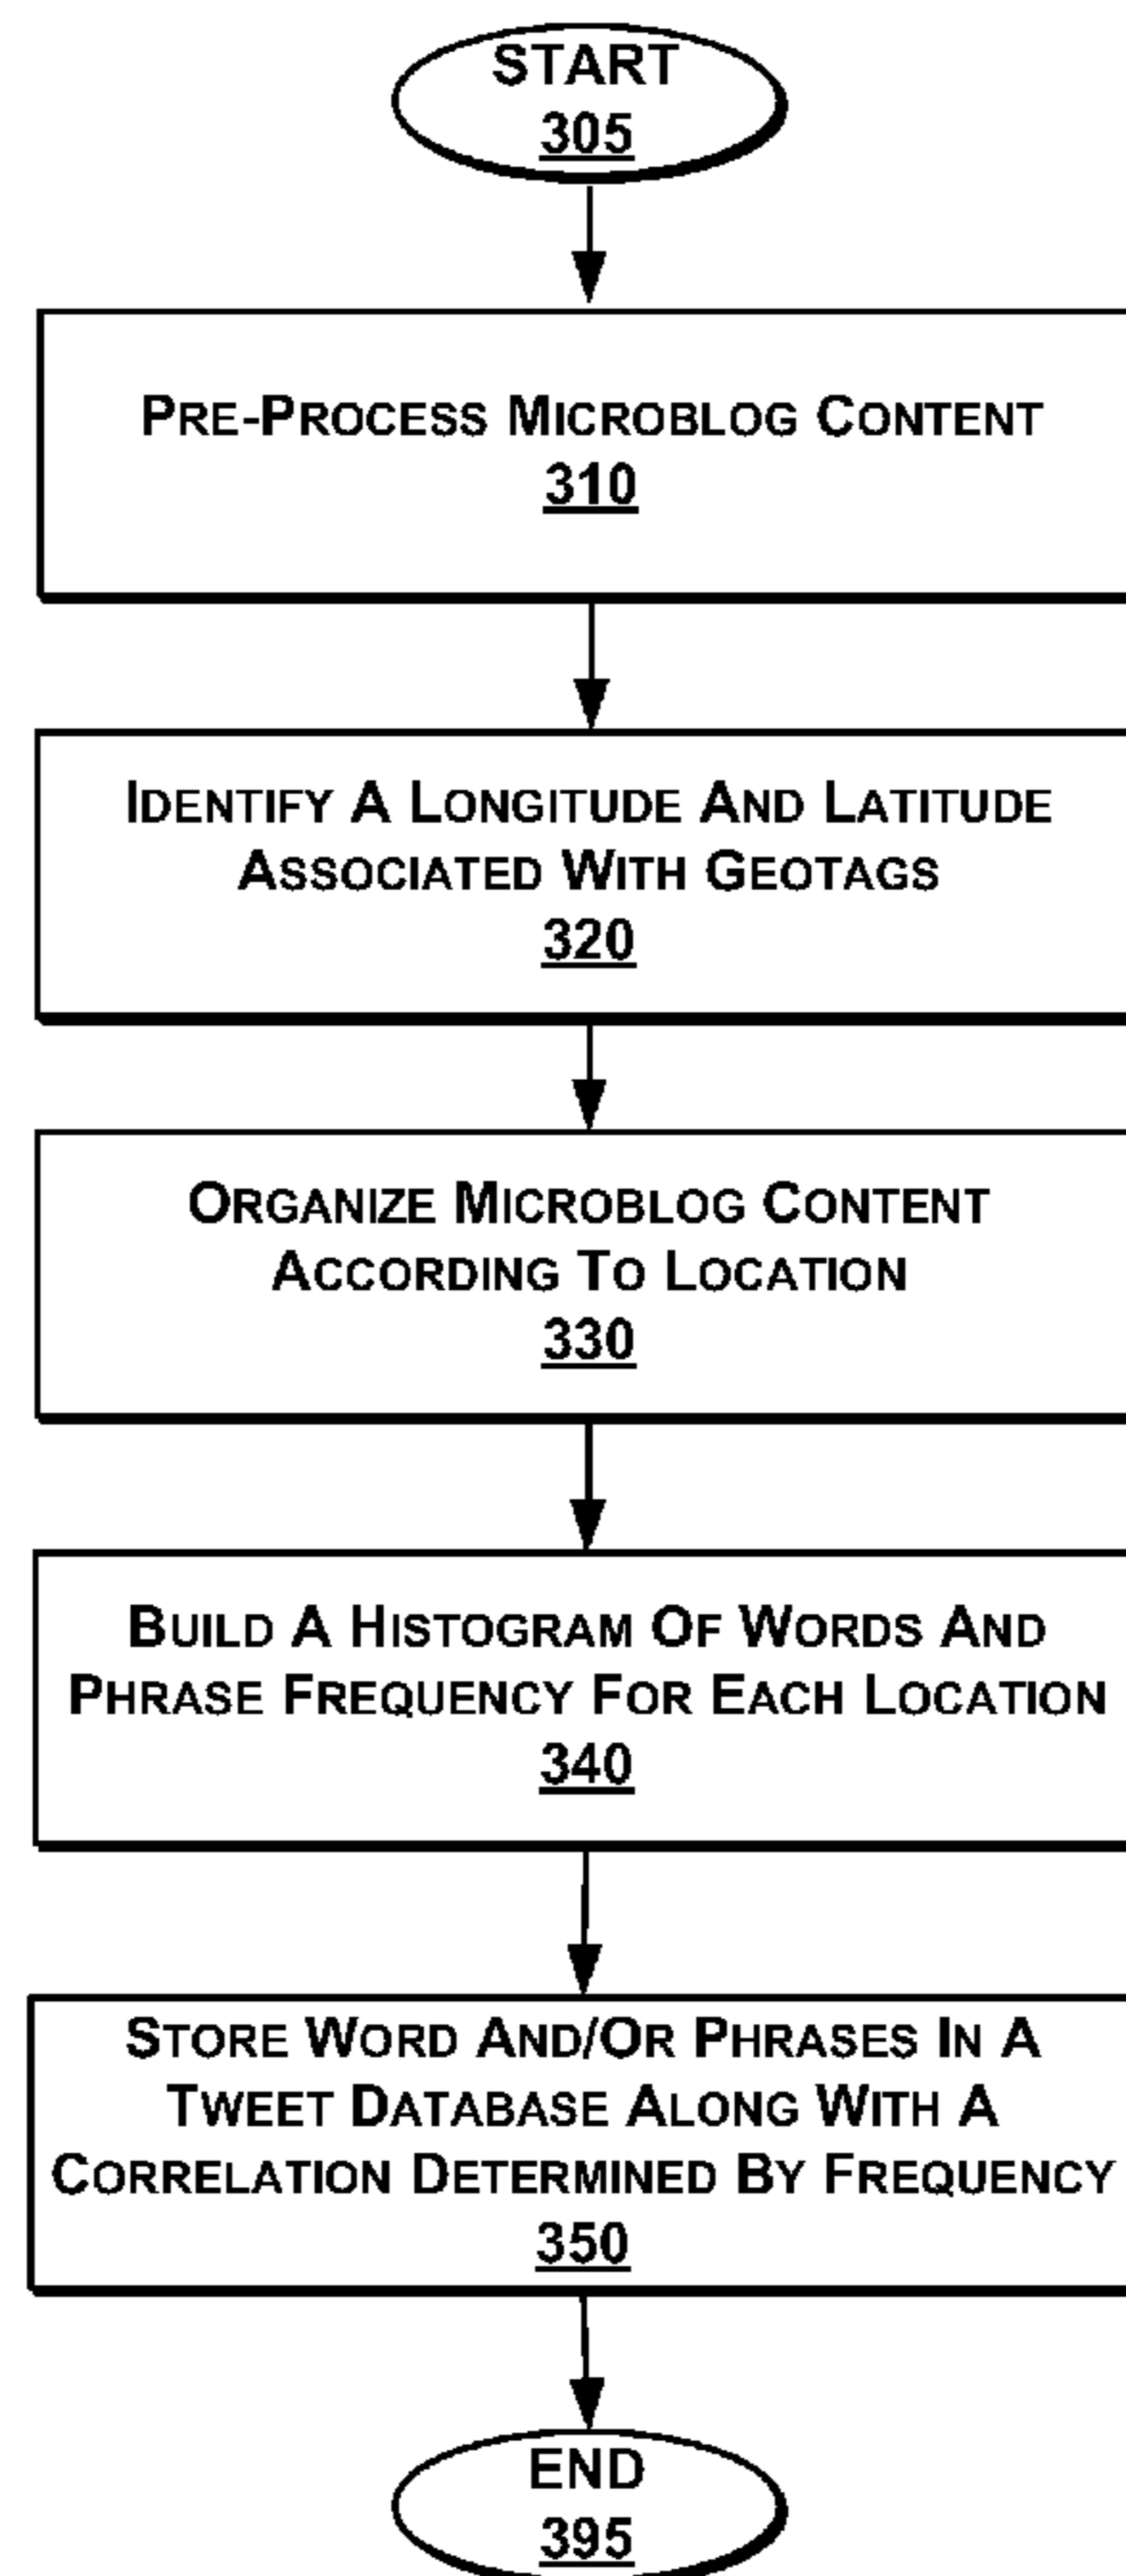 START
305
PRE-PROCESS MICROBLOG CONTENT
310
IDENTIFY A LONGITUDE AND LATITUDE
ASSOCIATED WITH GEOTAGS
320
ORGANIZE MICROBLOG CONTENT
ACCORDING TO LOCATION
330
BUILD A HISTOGRAM OF WORDS AND
PHRASE FREQUENCY FOR EACH LOCATION
340
STORE WORD AND/OR PHRASES IN A
TWEET DATABASE ALONG WITH A
CORRELATION DETERMINED BY FREQUENCY
350
END
395